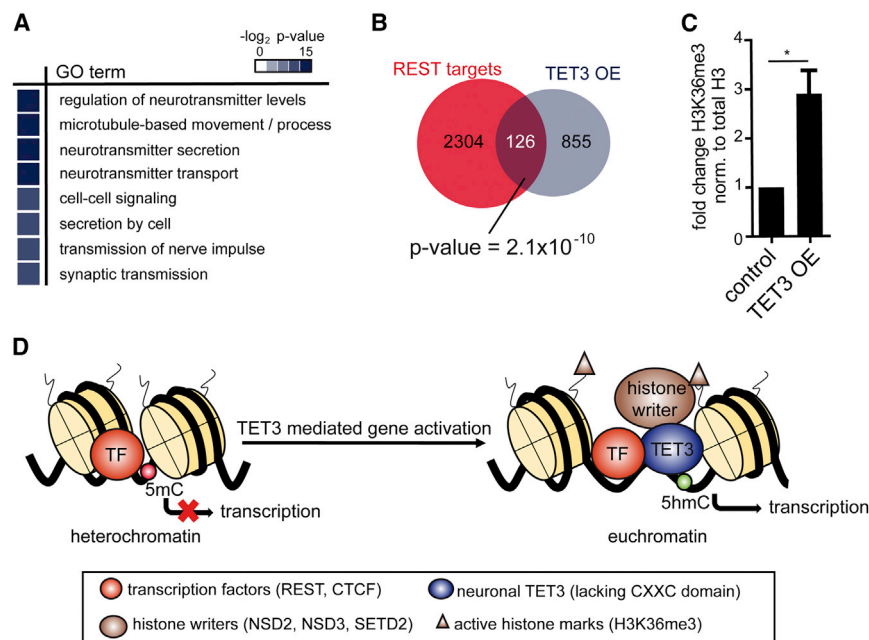 A
-log2 p-value
0 15
GO term
regulation of neurotransmitter levels
microtubule-based movement / process
neurotransmitter secretion
neurotransmitter transport
cell-cell signaling
secretion by cell
transmission of nerve impulse
synaptic transmission
B
REST targets TET3 OE
2304 126 855
p-value = 2.1x10-10
C
fold change H3K36me3
norm. to total H3
4
3
2
1
0
*
control
TET3 OE
D
TF
5mC
transcription
heterochromatin
TET3 mediated gene activation
histone
writer
TF
TET3
5hmC
transcription
euchromatin
transcription factors (REST, CTCF)
neuronal TET3 (lacking CXXC domain)
histone writers (NSD2, NSD3, SETD2)
active histone marks (H3K36me3)